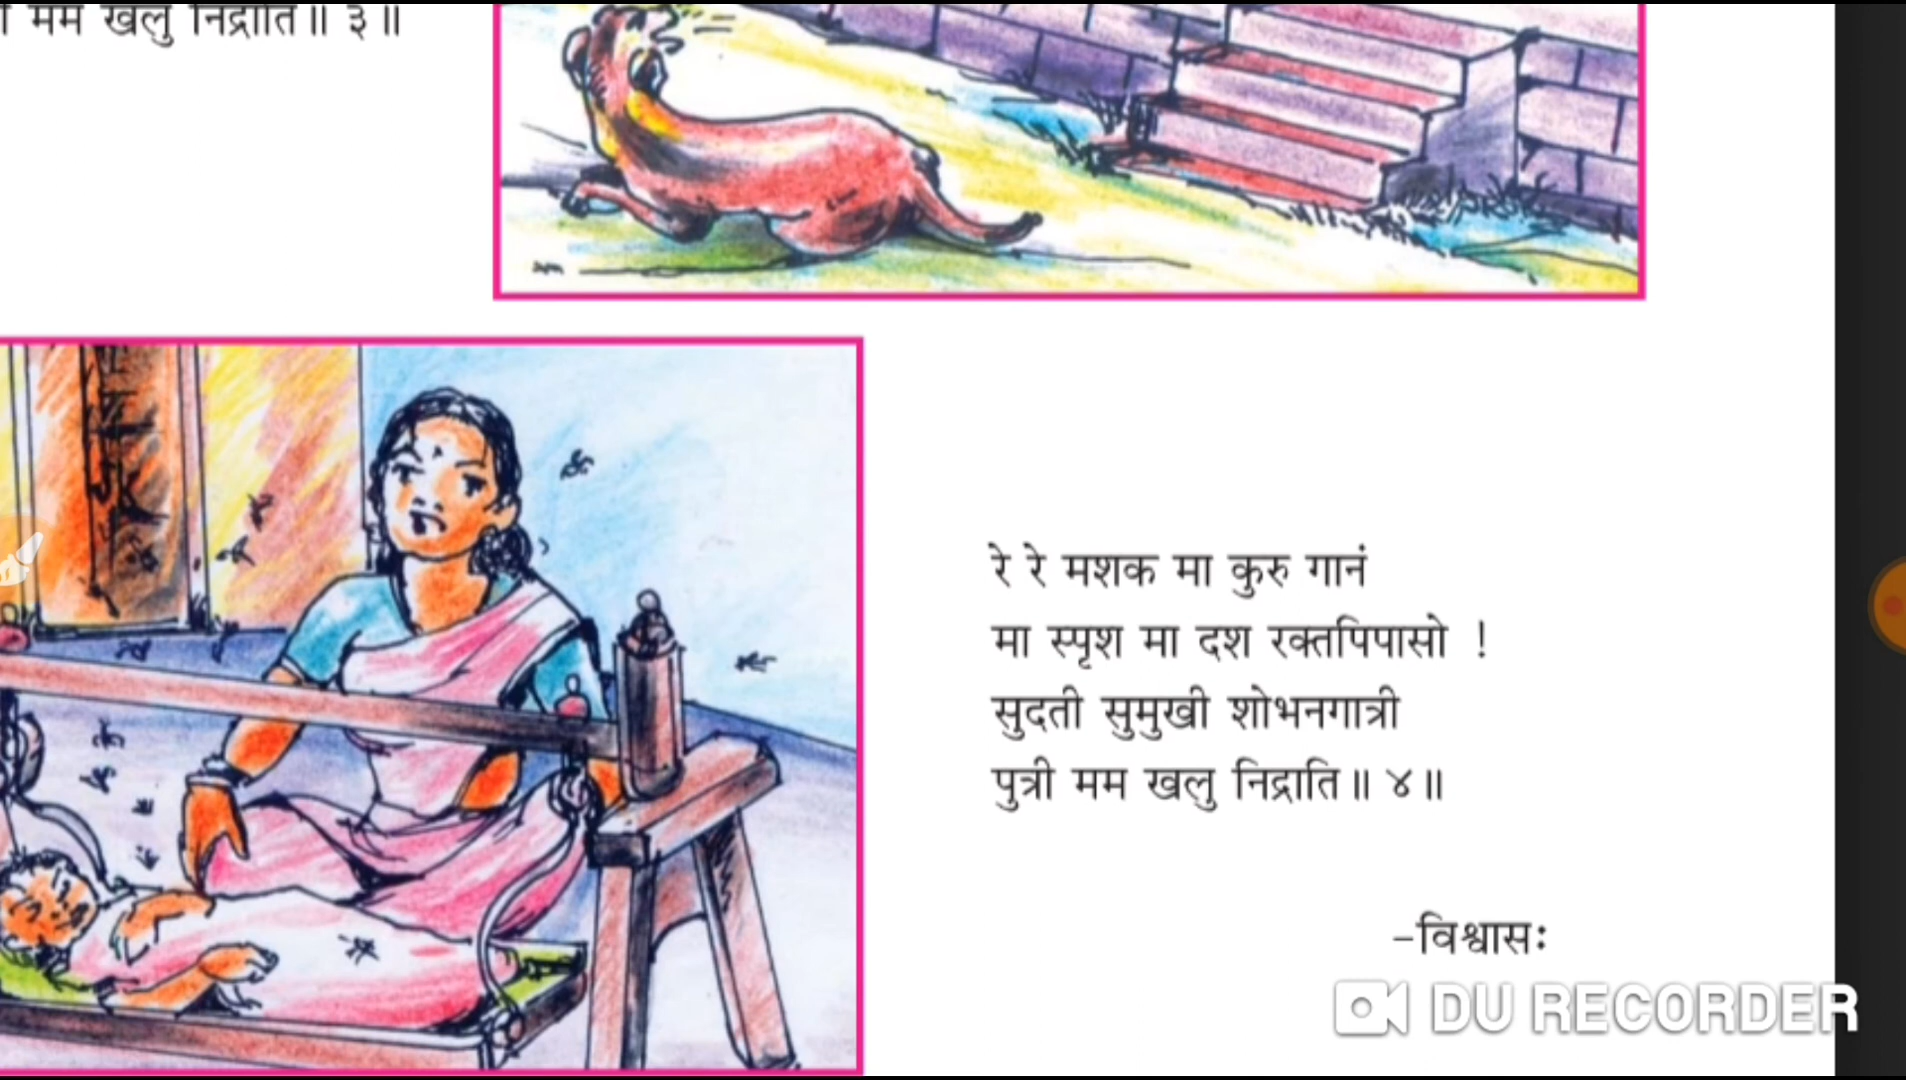 मम खलु निद्राति॥ ३॥
रे रे मशक मा कुरु गानं
मा स्पृश मा दश रक्तपिपासो !
सुदती सुमुखी शोभनगात्री
पुत्री मम खलु निद्राति॥ ४॥
–विश्वासः
DU RECORDER